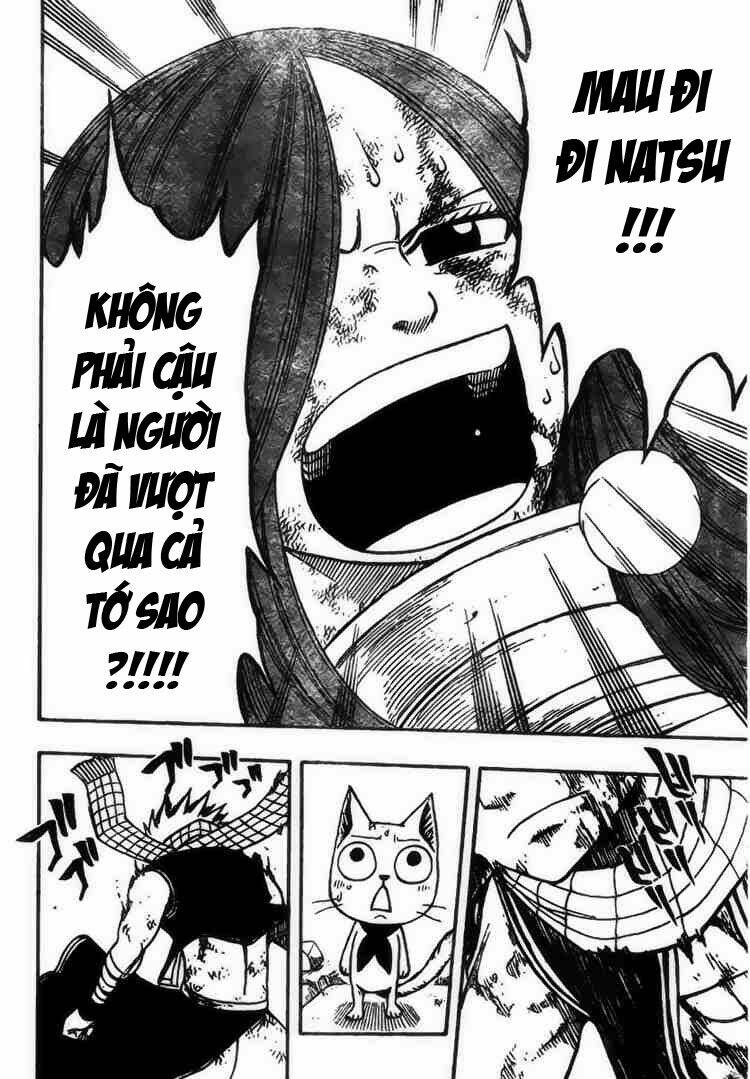 MAU ĐI
ĐI NATSU
!!!
KHÔNG
PHẢI CẬU
LÀ NGƯỜI
ĐÃ VƯỢT
QUA CẢ
TỚ SAO
?!!!!